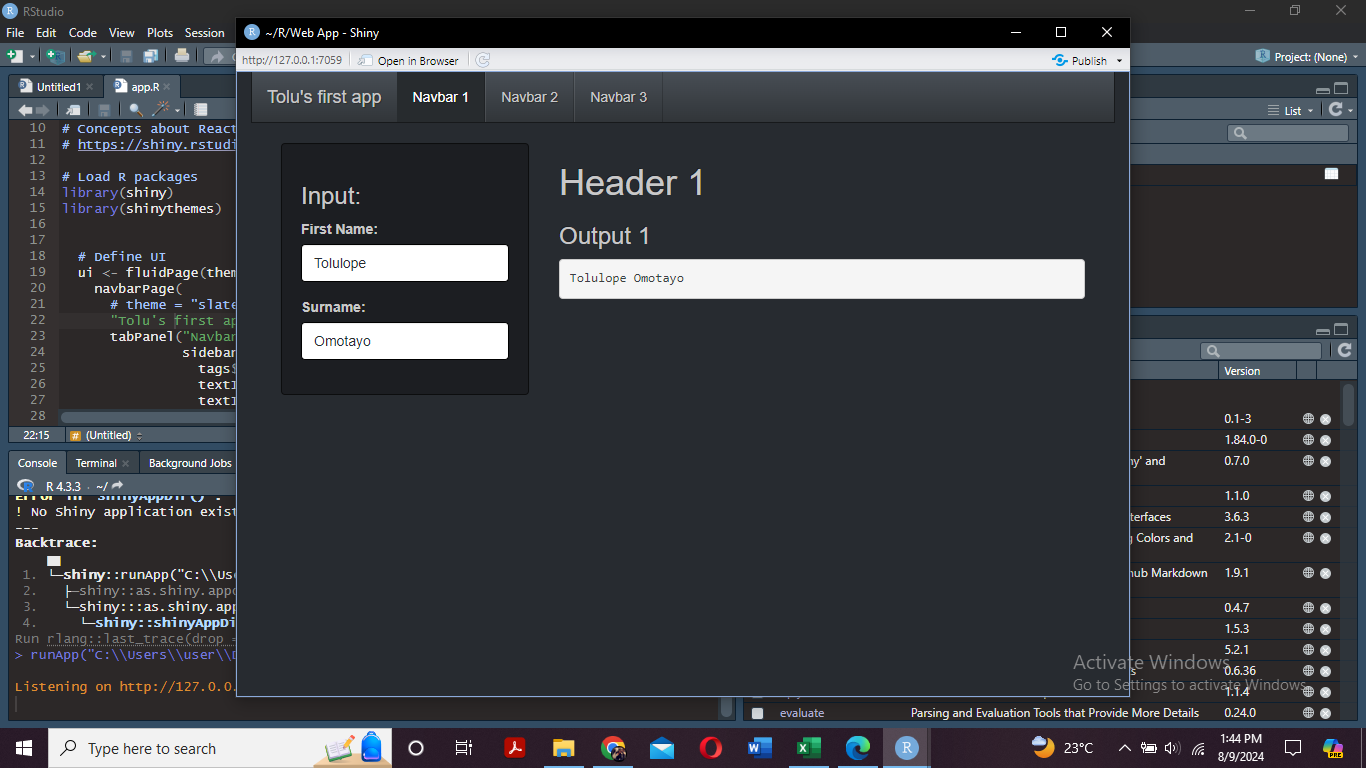 RStudio
File Edit Code View Plots Session
Project: (None)
Untitled1
app.R
10 # Concepts about React
11 # https://shiny.rstudi
12
13 # Load R packages
14 library(shiny)
15 library(shinythemes)
16
17
18 # Define UI
19 ui <- fluidPage(them
20 navbarPage(
21 # theme = "slate
22 "Tolu's first ap
23 tabPanel("Navbar
24 sidebar
25 tags$
26 textI
27 textI
28
22:15 # (Untitled)
Console Terminal Background Jobs
R 4.3.3 · ~/
Error in `shinyAppDir()`:
! No Shiny application exist
---
Backtrace:
1. └─shiny::runApp("C:\\Use
2. ├─shiny::as.shiny.appo
3. └─shiny:::as.shiny.app
4. └─shiny::shinyAppDi
Run rlang::last_trace(drop =
> runApp("C:\\Users\\user\\D
Listening on http://127.0.0.
~/R/Web App - Shiny
http://127.0.0.1:7059
Open in Browser
Publish
Tolu's first app
Navbar 1
Navbar 2
Navbar 3
Input:
First Name:
Tolulope
Surname:
Omotayo
Header 1
Output 1
Tolulope Omotayo
List
Version
0.1-3
1.84.0-0
ny' and 0.7.0
1.1.0
terfaces 3.6.3
g Colors and 2.1-0
hub Markdown 1.9.1
0.4.7
1.5.3
5.2.1
s 0.6.36
1.1.4
evaluate Parsing and Evaluation Tools that Provide More Details 0.24.0
Activate Windows
Go to Settings to activate Windows.
Type here to search
23°C
1:44 PM
8/9/2024
PRE